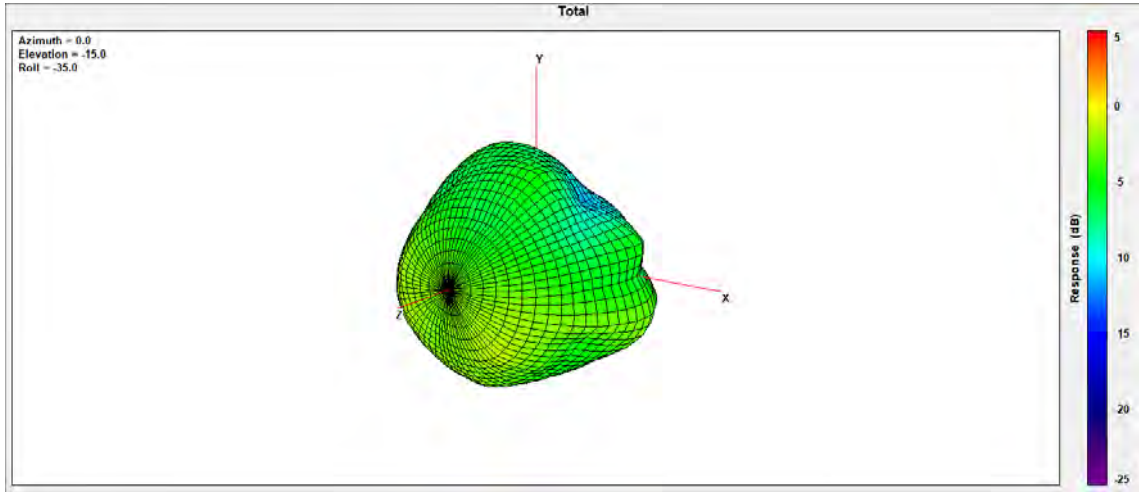 Total
Azimuth = 0.0
Elevation = -15.0
Roll = -35.0
Y
X
Z
5
0
5
10
15
20
-25
Response (dB)